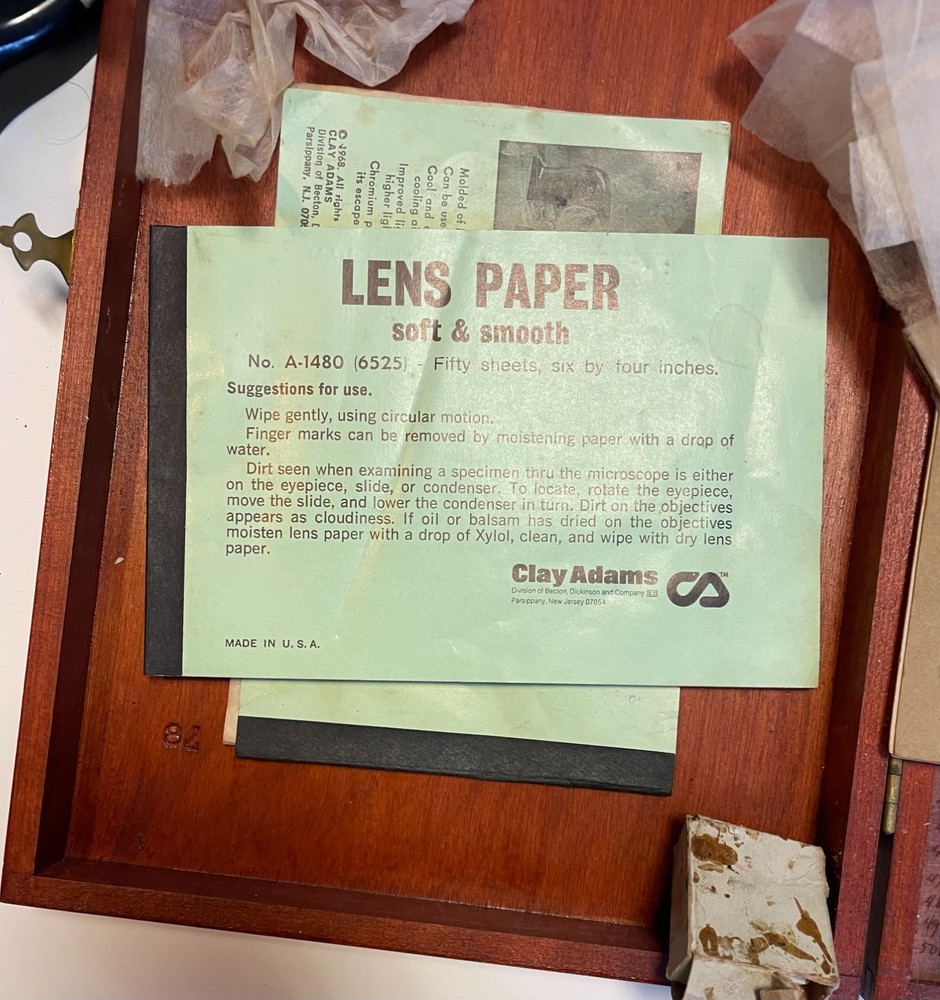 © 1968. All rights
CLAY ADAMS
Division of Becton,
Parsippany, N.J.
Molded of
Can be use
Cool and
cooling
Improved
higher
Chromium
its escape
LENS PAPER
soft & smooth
No. A-1480 (6525) - Fifty sheets, six by four inches.
Suggestions for use.
Wipe gently, using circular motion.
Finger marks can be removed by moistening paper with a drop of
water.
Dirt seen when examining a specimen thru the microscope is either
on the eyepiece, slide, or condenser. To locate, rotate the eyepiece,
move the slide, and lower the condenser in turn. Dirt on the objectives
appears as cloudiness. If oil or balsam has dried on the objectives
moisten lens paper with a drop of Xylol, clean, and wipe with dry lens
paper.
Clay Adams CA™
Division of Becton, Dickinson and Company B-D
Parsippany, New Jersey 07054
MADE IN U.S.A.
78